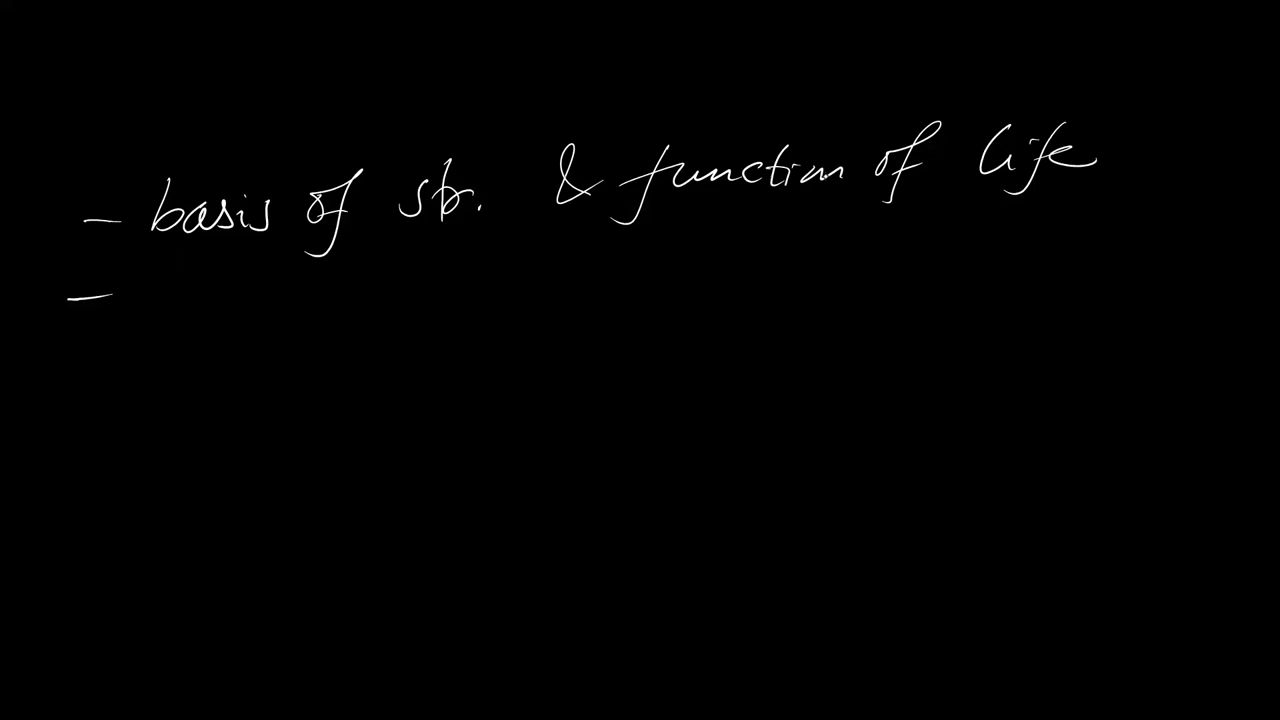 - basis of str. & function of life
-